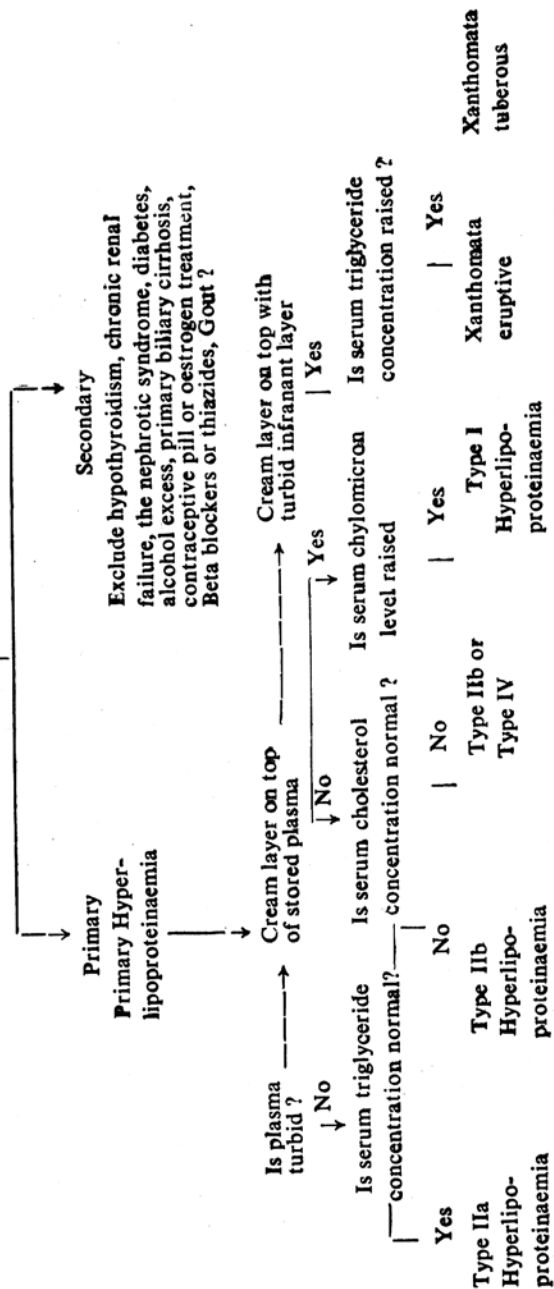 Primary
Primary Hyper-
lipoproteinaemia
Secondary
Exclude hypothyroidism, chronic renal
failure, the nephrotic syndrome, diabetes,
alcohol excess, primary biliary cirrhosis,
contraceptive pill or oestrogen treatment,
Beta blockers or thiazides, Gout ?
Is plasma
turbid ?
Cream layer on top
of stored plasma
Cream layer on top with
turbid infranant layer
No
No
Yes
Yes
Is serum triglyceride
concentration normal?
Is serum cholesterol
concentration normal ?
Is serum chylomicron
level raised
Is serum triglyceride
concentration raised ?
Yes
No
No
Yes
Yes
Type IIa
Hyperlipo-
proteinaemia
Type IIb
Hyperlipo-
proteinaemia
Type IIb or
Type IV
Type I
Hyperlipo-
proteinaemia
Xanthomata
eruptive
Xanthomata
tuberous